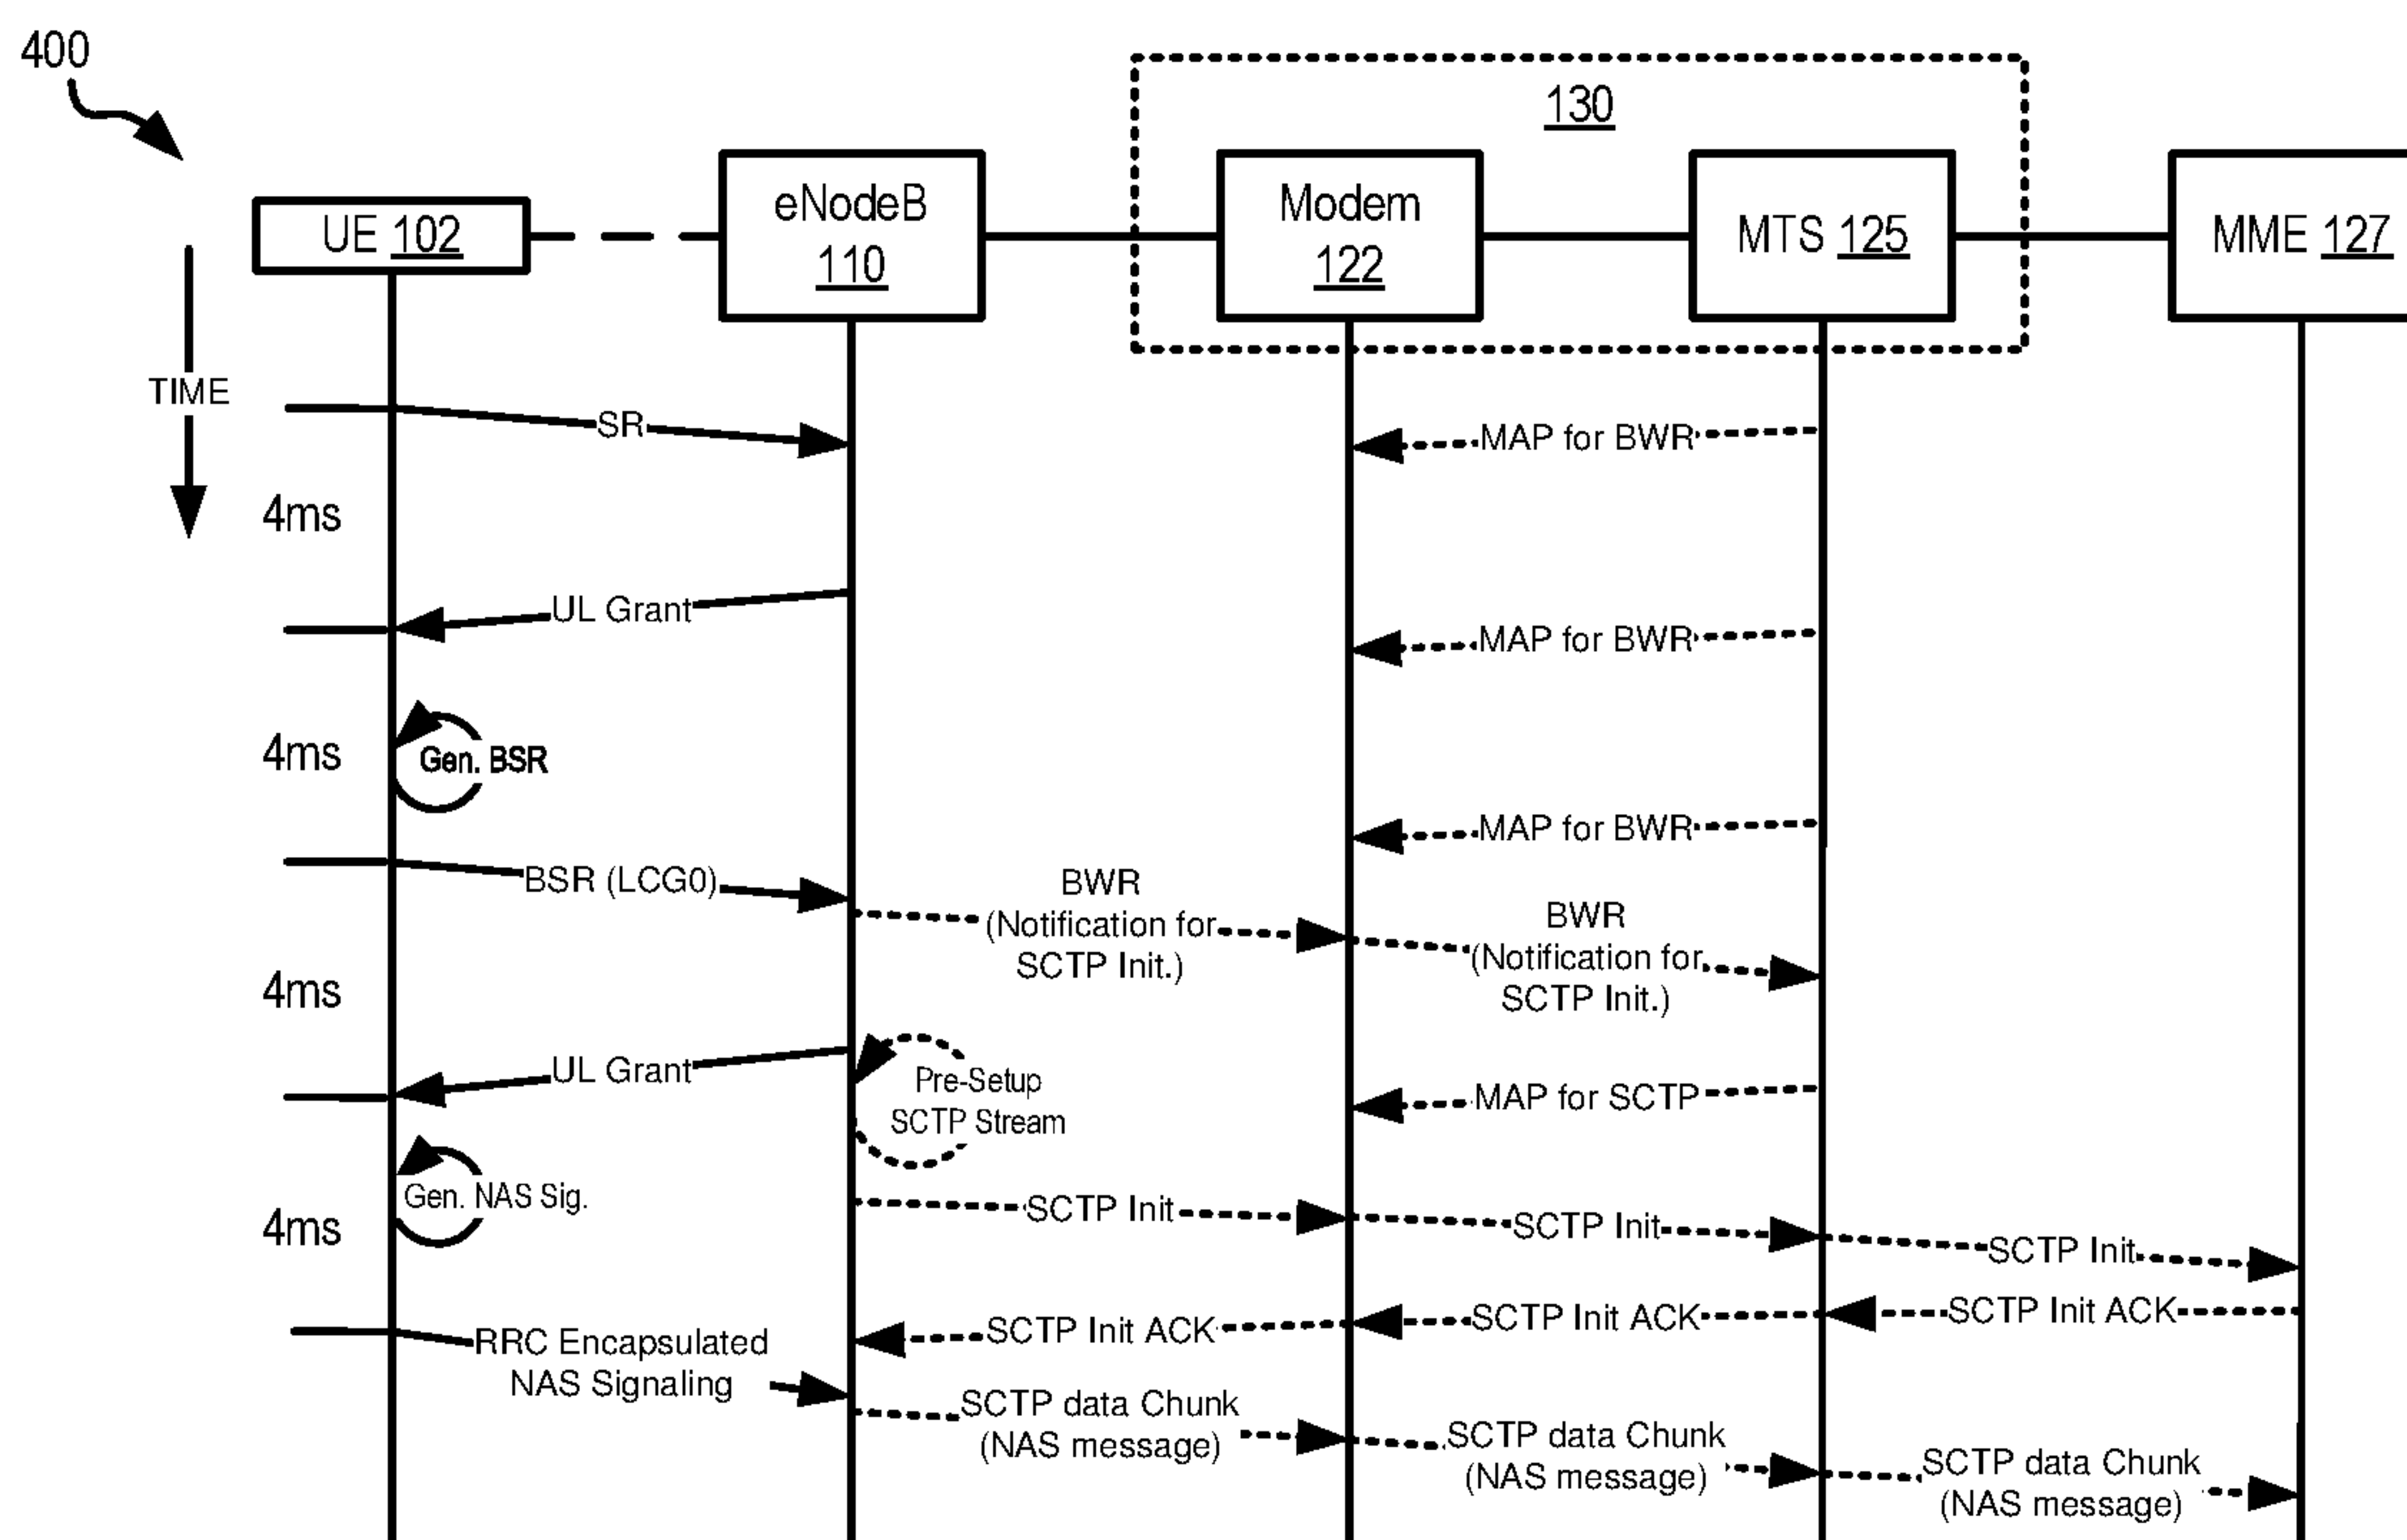 400
130
UE 102
eNodeB
110
Modem
122
MTS 125
MME 127
TIME
SR
MAP for BWR
4ms
UL Grant
MAP for BWR
4ms
Gen. BSR
MAP for BWR
BSR (LCG0)
BWR
(Notification for
SCTP Init.)
BWR
(Notification for
SCTP Init.)
4ms
UL Grant
Pre-Setup
SCTP Stream
MAP for SCTP
Gen. NAS Sig.
4ms
SCTP Init
SCTP Init
SCTP Init
SCTP Init ACK
SCTP Init ACK
SCTP Init ACK
RRC Encapsulated
NAS Signaling
SCTP data Chunk
(NAS message)
SCTP data Chunk
(NAS message)
SCTP data Chunk
(NAS message)